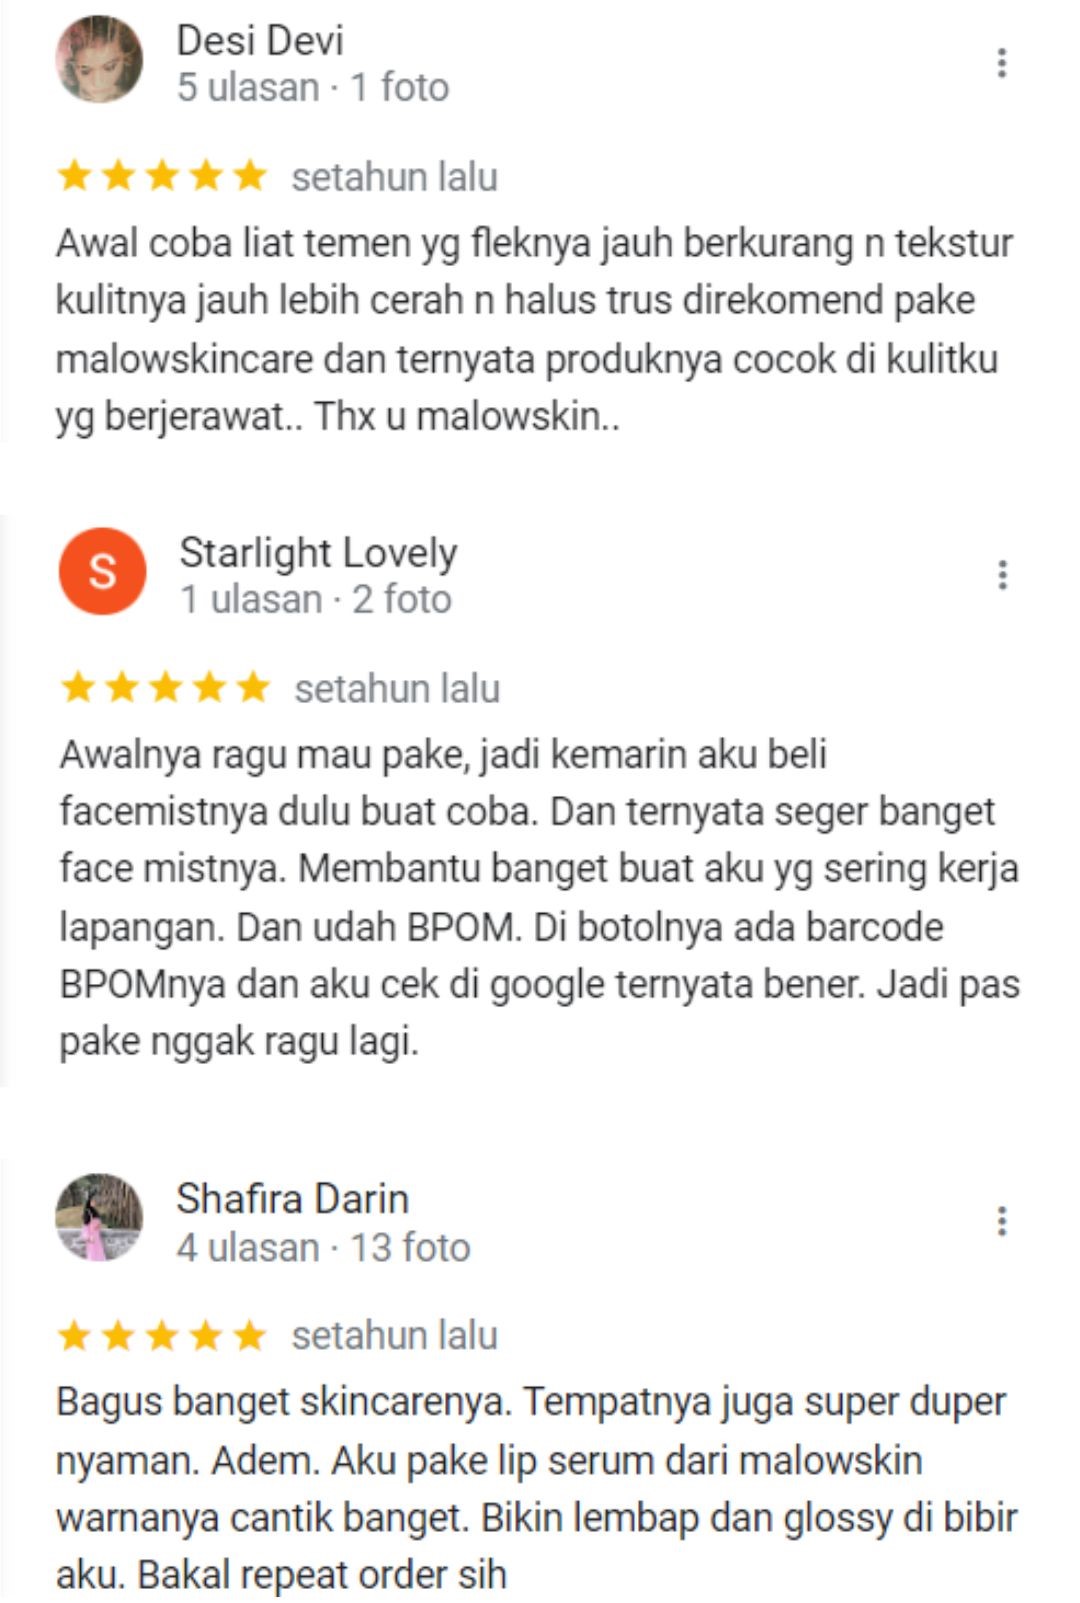 Desi Devi
5 ulasan · 1 foto
setahun lalu
Awal coba liat temen yg fleknya jauh berkurang n tekstur
kulitnya jauh lebih cerah n halus trus direkomend pake
malowskincare dan ternyata produknya cocok di kulitku
yg berjerawat.. Thx u malowskin..
S
Starlight Lovely
1 ulasan · 2 foto
setahun lalu
Awalnya ragu mau pake, jadi kemarin aku beli
facemistnya dulu buat coba. Dan ternyata seger banget
face mistnya. Membantu banget buat aku yg sering kerja
lapangan. Dan udah BPOM. Di botolnya ada barcode
BPOMnya dan aku cek di google ternyata bener. Jadi pas
pake nggak ragu lagi.
Shafira Darin
4 ulasan · 13 foto
setahun lalu
Bagus banget skincarenya. Tempatnya juga super duper
nyaman. Adem. Aku pake lip serum dari malowskin
warnanya cantik banget. Bikin lembap dan glossy di bibir
aku. Bakal repeat order sih